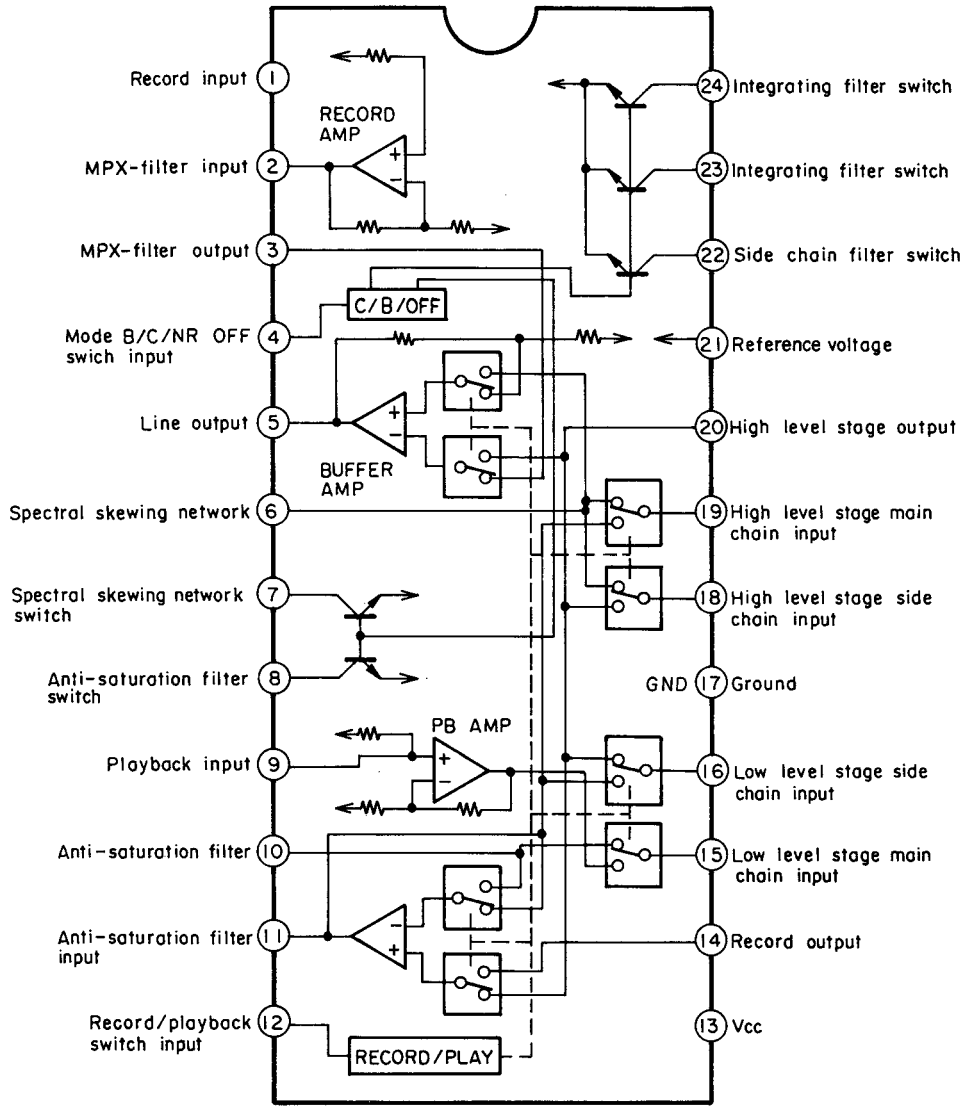 Record input
1
MPX-filter input
2
MPX-filter output
3
Mode B/C/NR OFF
swich input
4
Line output
5
Spectral skewing network
6
Spectral skewing network
switch
7
Anti-saturation filter
switch
8
Playback input
9
Anti-saturation filter
10
Anti-saturation filter
input
11
Record/playback
switch input
12
RECORD
AMP
+
−
C/B/OFF
+
−
BUFFER
AMP
PB AMP
+
−
−
+
RECORD/PLAY
24
Integrating filter switch
23
Integrating filter switch
22
Side chain filter switch
21
Reference voltage
20
High level stage output
19
High level stage main
chain input
18
High level stage side
chain input
GND
17
Ground
16
Low level stage side
chain input
15
Low level stage main
chain input
14
Record output
13
Vcc